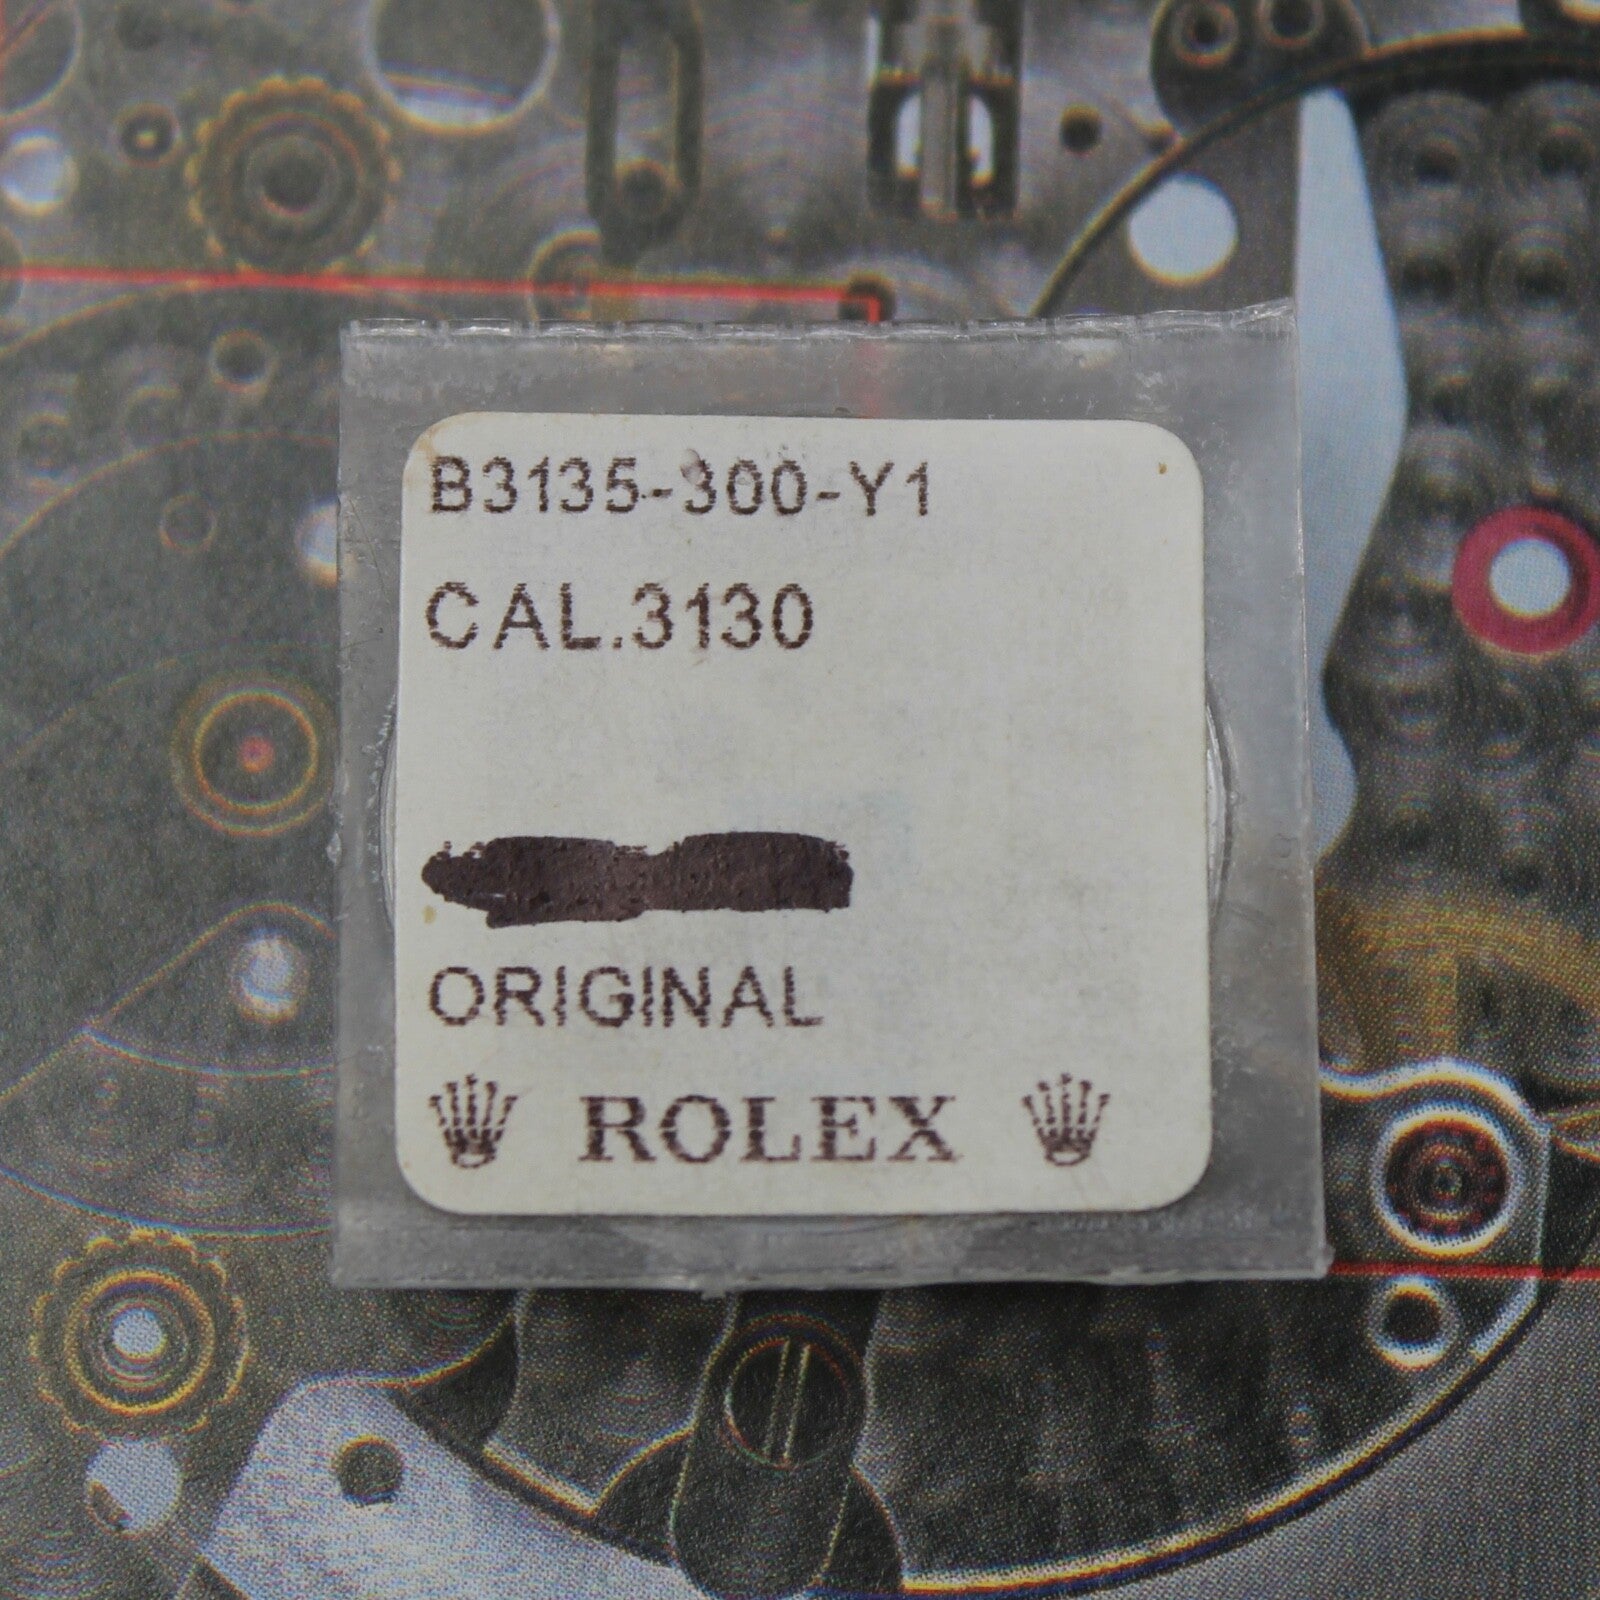 B3135-300-Y1
CAL.3130
ORIGINAL
ROLEX